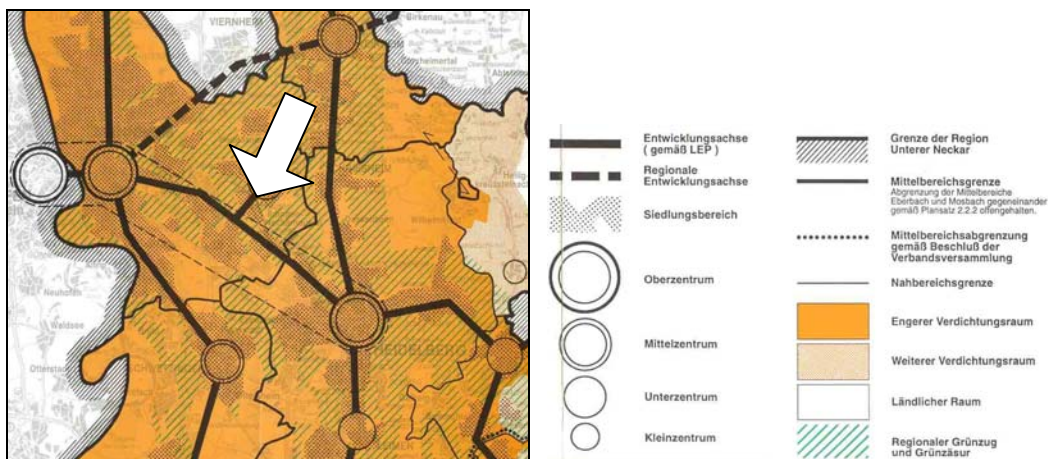 VIERNHEIM
Birkenau
Neuhofen
Waldsee
Entwicklungsachse
( gemäß LEP )
Regionale
Entwicklungsachse
Siedlungsbereich
Oberzentrum
Mittelzentrum
Unterzentrum
Kleinzentrum
Grenze der Region
Unterer Neckar
Mittelbereichsgrenze
Abgrenzung der Mittelbereiche
Eberbach und Mosbach gegeneinander
gemäß Plansatz 2.2.2 offengehalten.
Mittelbereichsabgrenzung
gemäß Beschluß der
Verbandsversammlung
Nahbereichsgrenze
Engerer Verdichtungsraum
Weiterer Verdichtungsraum
Ländlicher Raum
Regionaler Grünzug
und Grünzäsur